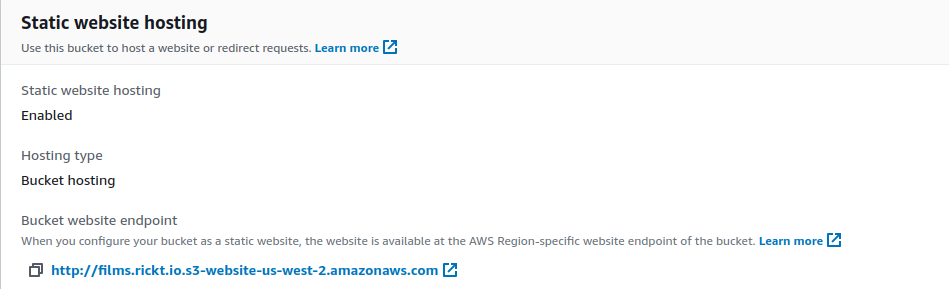 Static website hosting
Use this bucket to host a website or redirect requests. Learn more
Static website hosting
Enabled
Hosting type
Bucket hosting
Bucket website endpoint
When you configure your bucket as a static website, the website is available at the AWS Region-specific website endpoint of the bucket. Learn more
http://films.rickt.io.s3-website-us-west-2.amazonaws.com